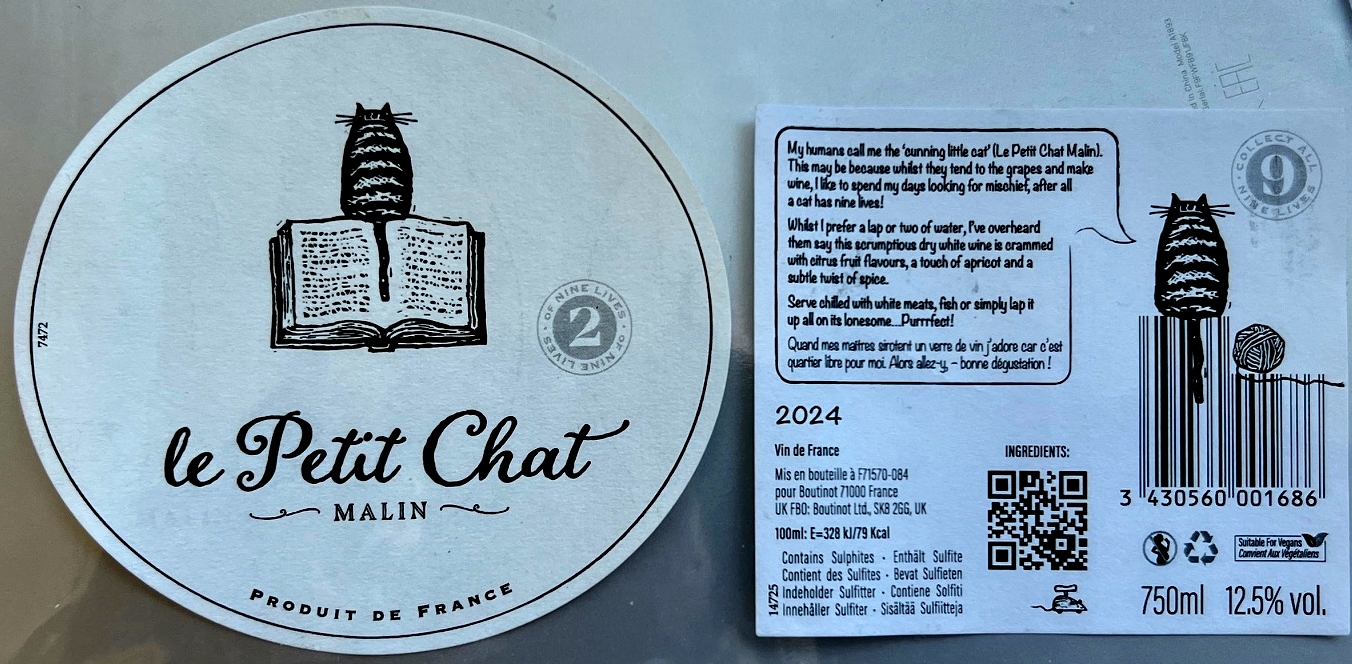 7472
2
OF NINE LIVES · OF NINE LIVES ·
le Petit Chat
MALIN
PRODUIT DE FRANCE
My humans call me the 'cunning little cat' (Le Petit Chat Malin).
This may be because whilst they tend to the grapes and make
wine, I like to spend my days looking for mischief, after all
a cat has nine lives!
Whilst I prefer a lap or two of water, I've overheard
them say this scrumptious dry white wine is crammed
with citrus fruit flavours, a touch of apricot and a
subtle twist of spice.
Serve chilled with white meats, fish or simply lap it
up all on its lonesome....Purrrfect!
Quand mes maîtres sirotent un verre de vin j'adore car c'est
quartier libre pour moi. Alors allez-y, – bonne dégustation !
COLLECT ALL
9
NINE LIVES
2024
Vin de France
Mis en bouteille à F71570-084
pour Boutinot 71000 France
UK FBO: Boutinot Ltd., SK8 2GG, UK
100ml: E=328 kJ/79 Kcal
Contains Sulphites · Enthält Sulfite
Contient des Sulfites · Bevat Sulfieten
Indeholder Sulfitter · Contiene Solfiti
Innehåller Sulfiter · Sisältää Sulfiitteja
14725
INGREDIENTS:
3 430560 001686
Suitable For Vegans
Convient Aux Végétaliens
750ml 12.5% vol.
China Model A1893
EAC